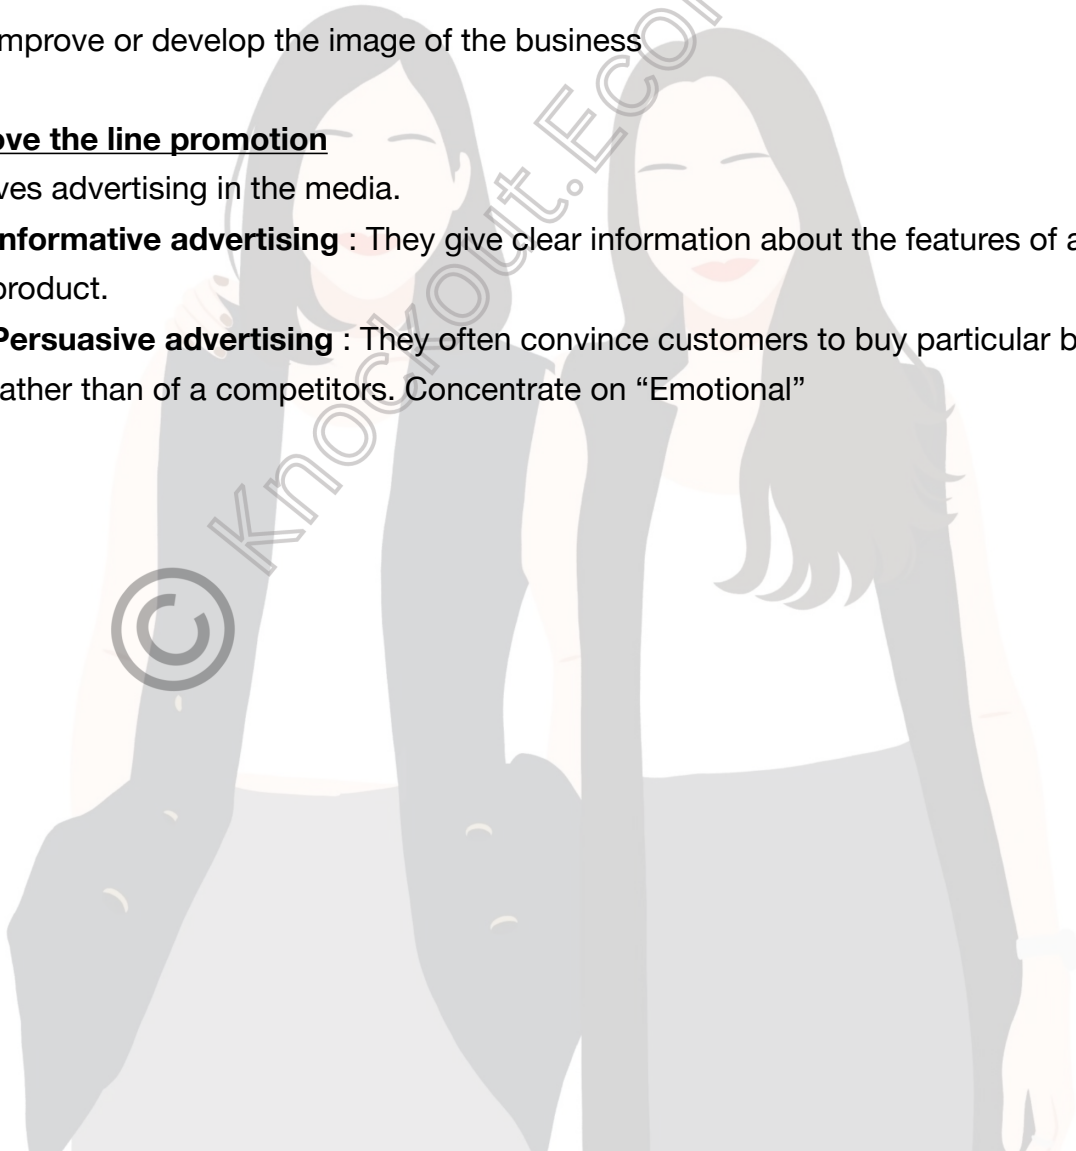 mprove or develop the image of the business
ove the line promotion
ves advertising in the media.
nformative advertising : They give clear information about the features of a
product.
Persuasive advertising : They often convince customers to buy particular b
ather than of a competitors. Concentrate on “Emotional”
© Knockout.Eco